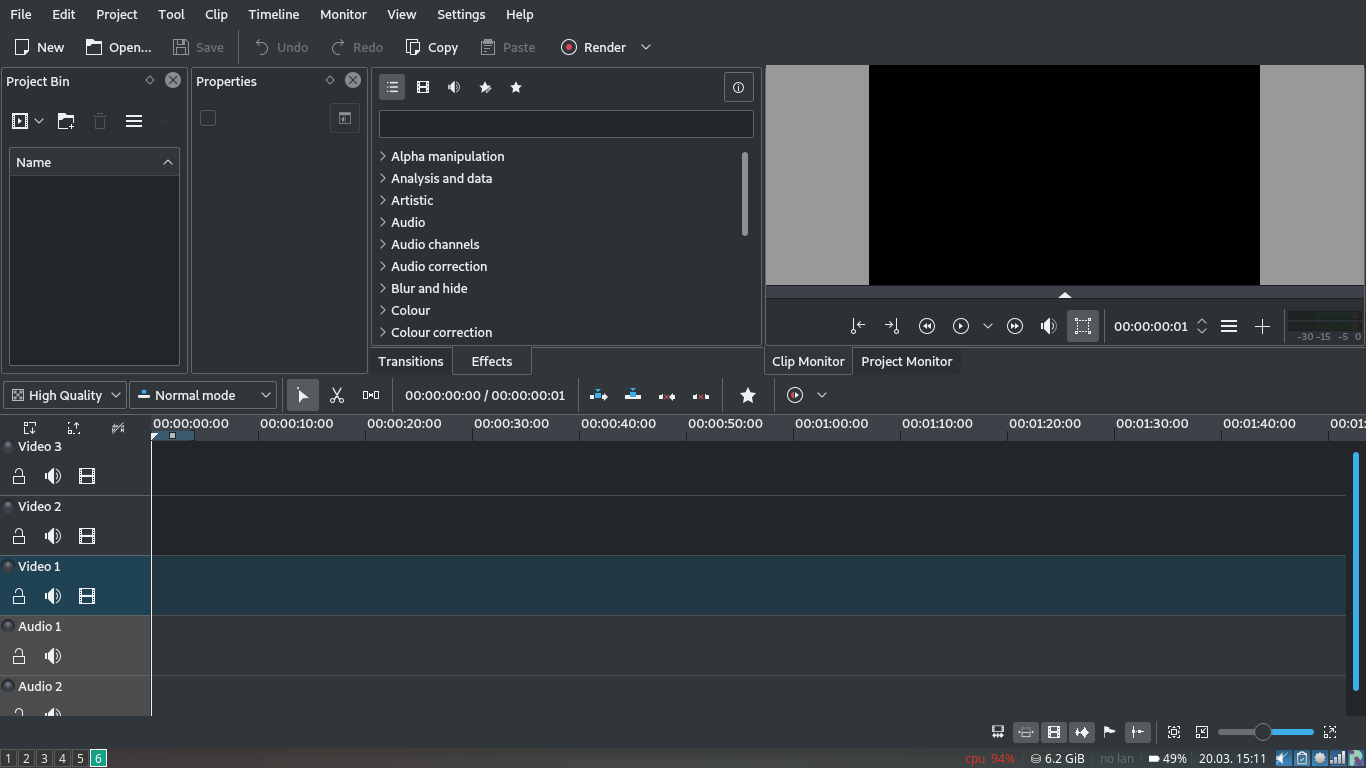 File Edit Project Tool Clip Timeline Monitor View Settings Help
New Open... Save Undo Redo Copy Paste Render
Project Bin
Name
Properties
Alpha manipulation
Analysis and data
Artistic
Audio
Audio channels
Audio correction
Blur and hide
Colour
Colour correction
Transitions Effects
00:00:00:01
-30 -15 -5 0
Clip Monitor Project Monitor
High Quality Normal mode 00:00:00:00 / 00:00:00:01
00:00:00:00 00:00:10:00 00:00:20:00 00:00:30:00 00:00:40:00 00:00:50:00 00:01:00:00 00:01:10:00 00:01:20:00 00:01:30:00 00:01:40:00 00:01:
Video 3
Video 2
Video 1
Audio 1
Audio 2
1 2 3 4 5 6 cpu 94% 6.2 GiB no lan 49% 20.03. 15:11